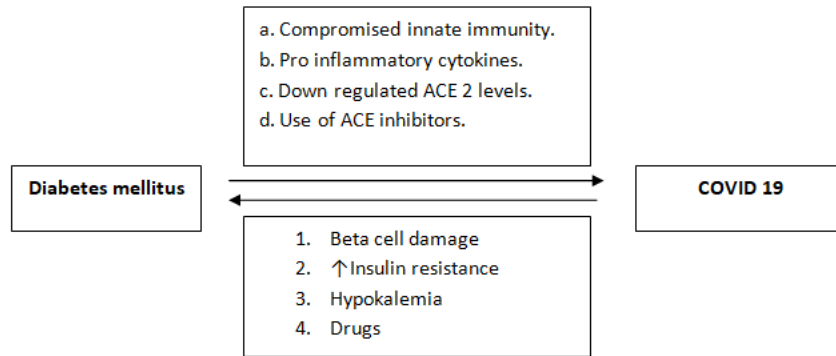 a. Compromised innate immunity.
b. Pro inflammatory cytokines.
c. Down regulated ACE 2 levels.
d. Use of ACE inhibitors.
Diabetes mellitus
COVID 19
1. Beta cell damage
2. ↑Insulin resistance
3. Hypokalemia
4. Drugs